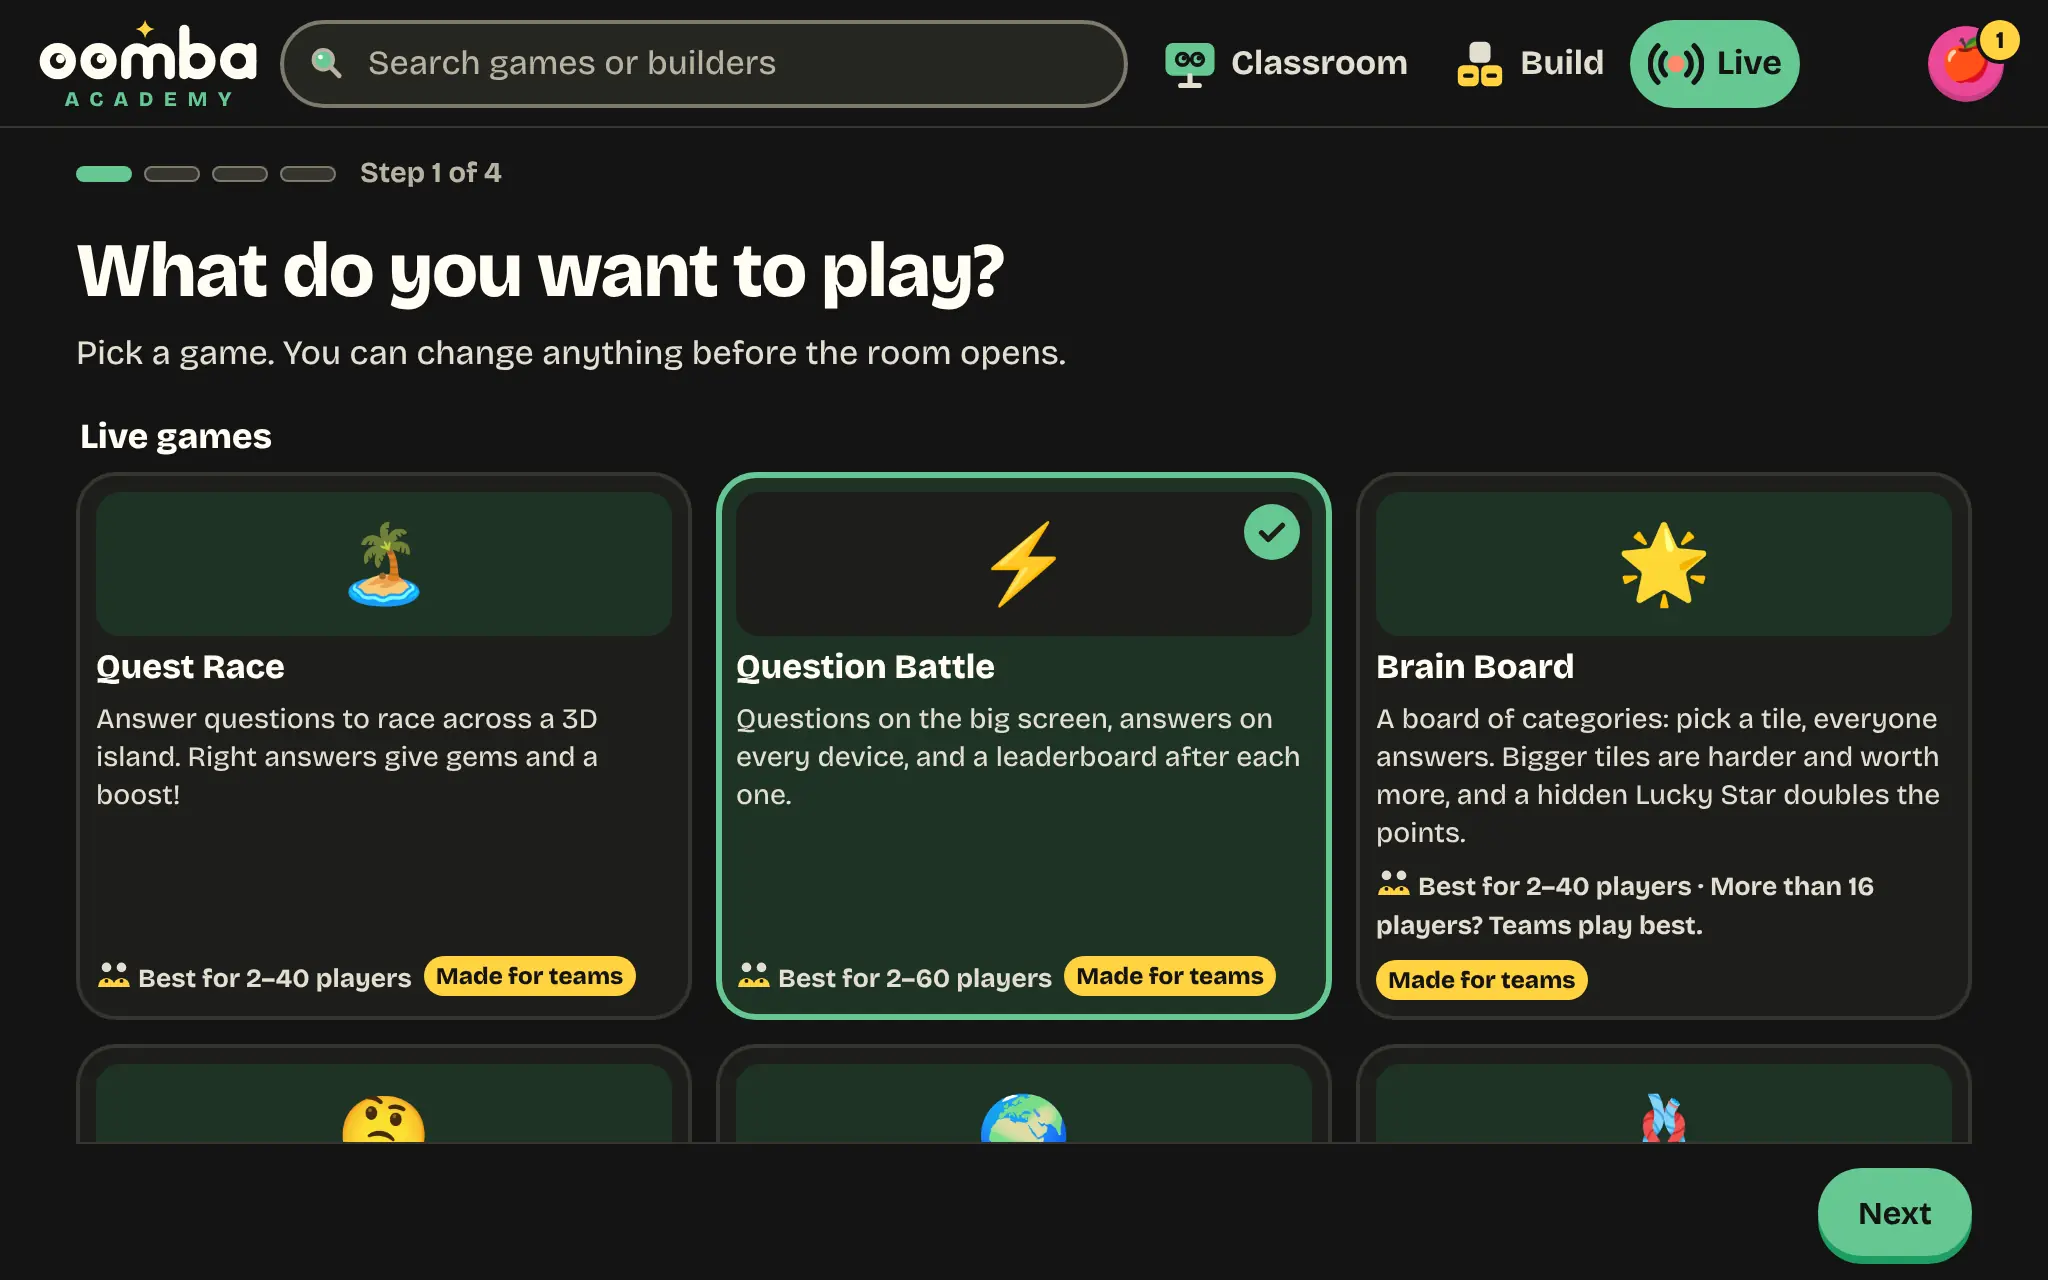 oomba
ACADEMY
Search games or builders
Classroom
Build
Live
1
Step 1 of 4
What do you want to play?
Pick a game. You can change anything before the room opens.
Live games
Quest Race
Answer questions to race across a 3D
island. Right answers give gems and a
boost!
Best for 2–40 players
Made for teams
Question Battle
Questions on the big screen, answers on
every device, and a leaderboard after each
one.
Best for 2–60 players
Made for teams
Brain Board
A board of categories: pick a tile, everyone
answers. Bigger tiles are harder and worth
more, and a hidden Lucky Star doubles the
points.
Best for 2–40 players · More than 16
players? Teams play best.
Made for teams
Next